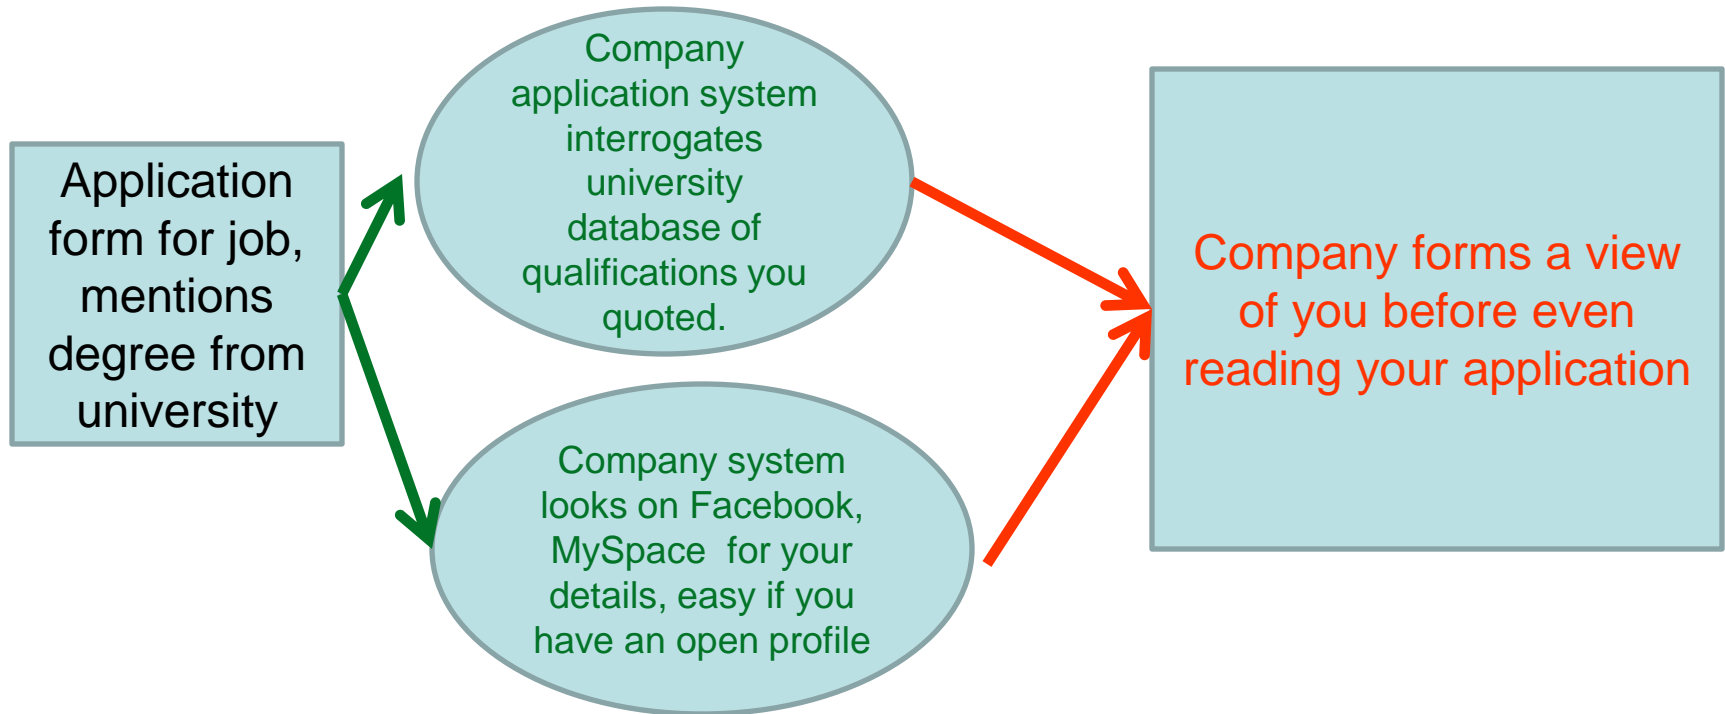 Application
form for job,
mentions
degree from
university
Company
application system
interrogates
university
database of
qualifications you
quoted.
Company system
looks on Facebook,
MySpace  for your
details, easy if you
have an open profile
Company forms a view
of you before even
reading your application